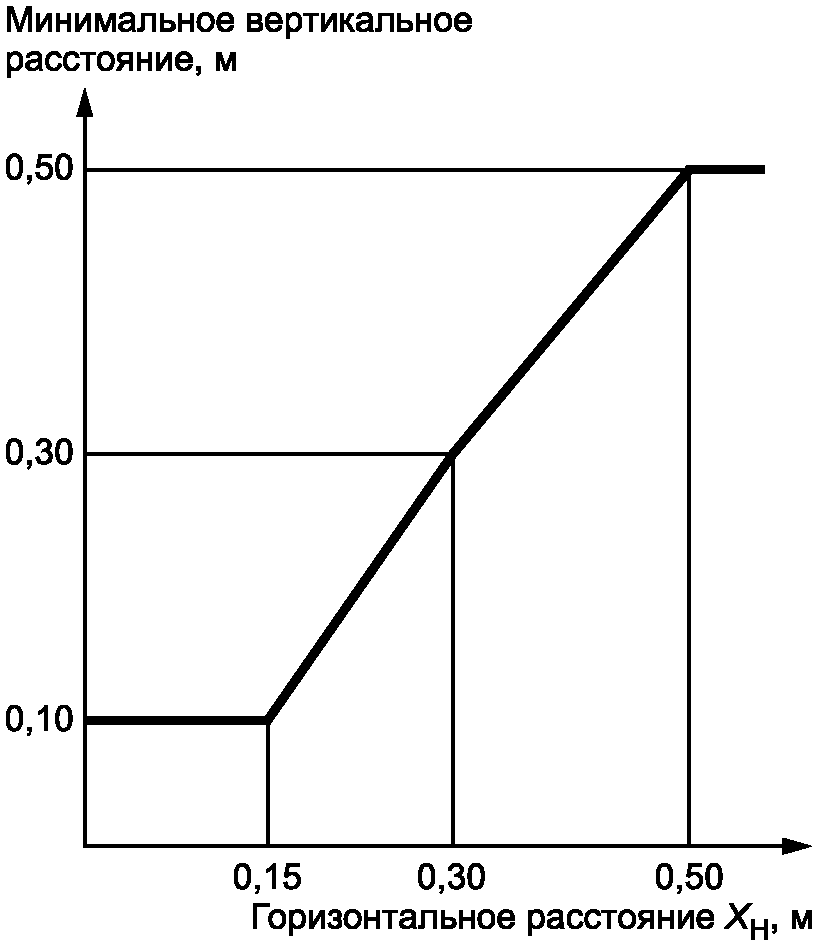 Минимальное вертикальное
расстояние, м
0,50
0,30
0,10
0,15 0,30 0,50
Горизонтальное расстояние XН, м